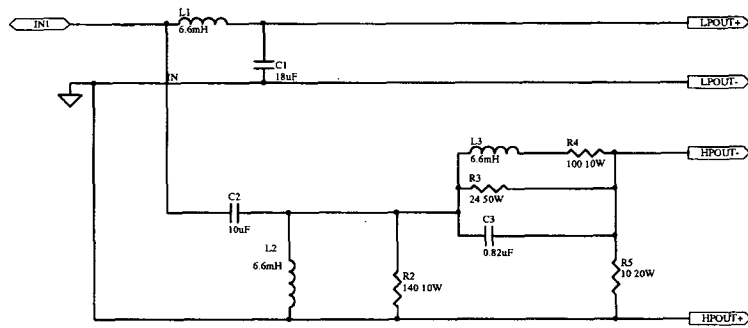 IN1
L1
6.6mH
LPOUT+
C1
18uF
IN
LPOUT-
L3
6.6mH
R4
100 10W
HPOUT-
R3
24 50W
C2
10uF
C3
0.82uF
L2
6.6mH
R2
140 10W
R5
10 20W
HPOUT+